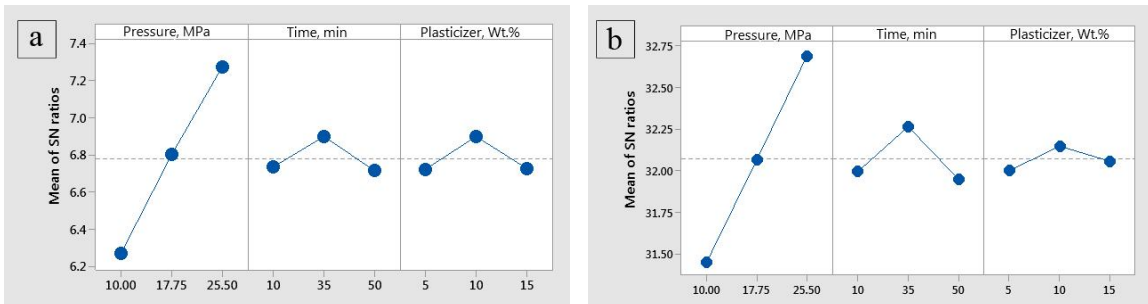 a
Pressure, MPa Time, min Plasticizer, Wt.%
Mean of SN ratios
7.4
7.2
7.0
6.8
6.6
6.4
6.2
10.00 17.75 25.50 10 35 50 5 10 15
b
Pressure, MPa Time, min Plasticizer, Wt.%
Mean of SN ratios
32.75
32.50
32.25
32.00
31.75
31.50
10.00 17.75 25.50 10 35 50 5 10 15